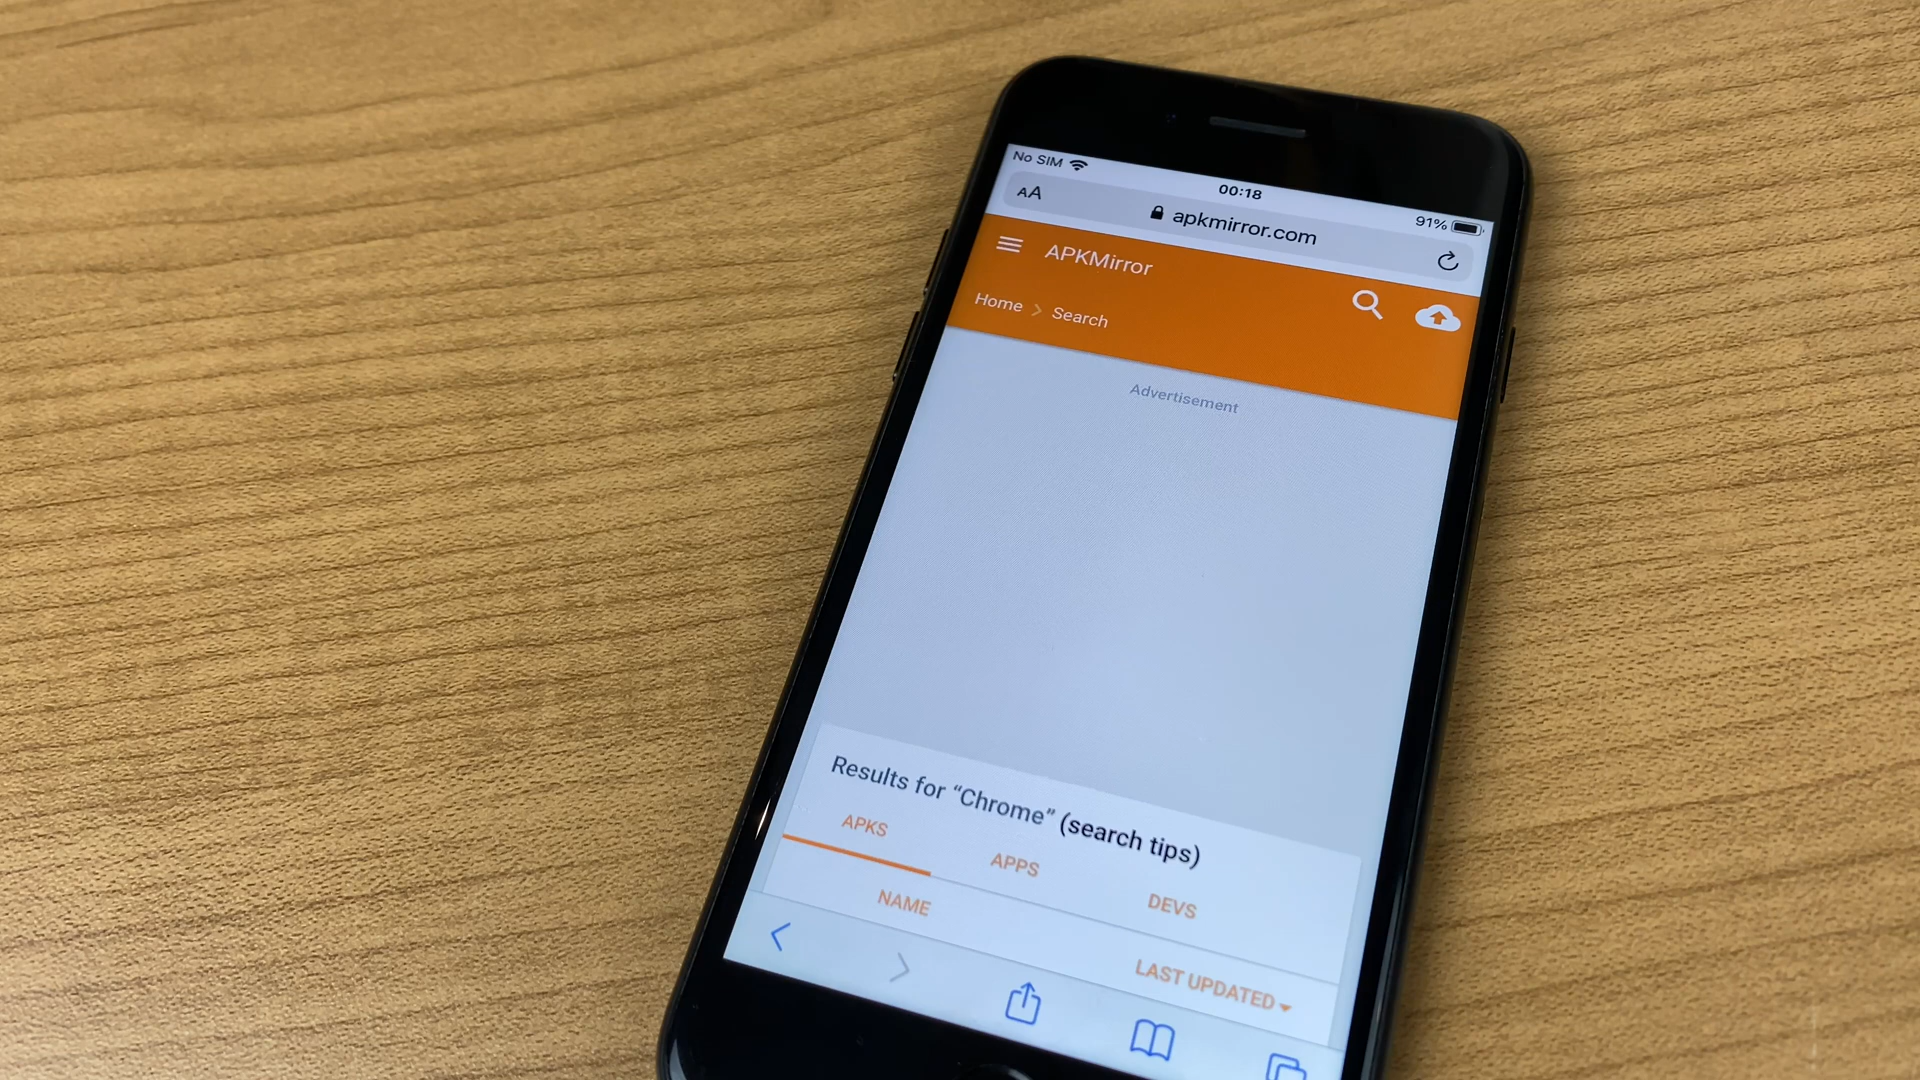 No SIM
00:18
91%
AA
apkmirror.com
APKMirror
Home > Search
Advertisement
Results for “Chrome” (search tips)
APKS
APPS
DEVS
NAME
LAST UPDATED